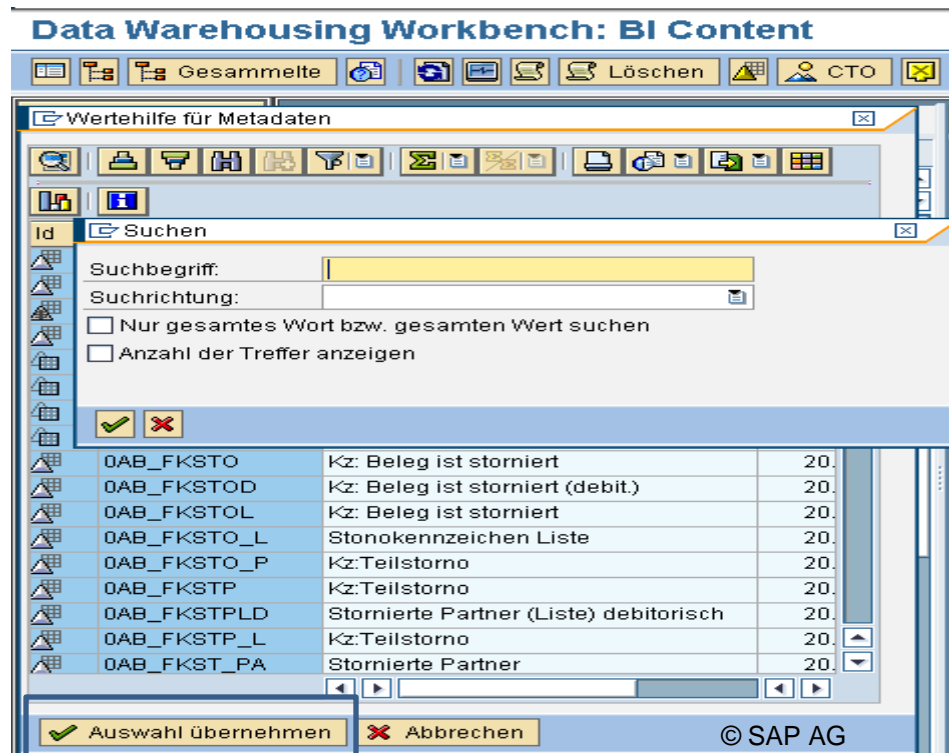 Data Warehousing Workbench: BI Content
Gesammelte Löschen CTO
Wertehilfe für Metadaten
Id Suchen
Suchbegriff:
Suchrichtung:
Nur gesamtes Wort bzw. gesamten Wert suchen
Anzahl der Treffer anzeigen
0AB_FKSTO Kz: Beleg ist storniert 20.
0AB_FKSTOD Kz: Beleg ist storniert (debit.) 20.
0AB_FKSTOL Kz: Beleg ist storniert 20.
0AB_FKSTO_L Stonokennzeichen Liste 20.
0AB_FKSTO_P Kz:Teilstorno 20.
0AB_FKSTP Kz:Teilstorno 20.
0AB_FKSTPLD Stornierte Partner (Liste) debitorisch 20.
0AB_FKSTP_L Kz:Teilstorno 20.
0AB_FKST_PA Stornierte Partner 20.
Auswahl übernehmen Abbrechen © SAP AG